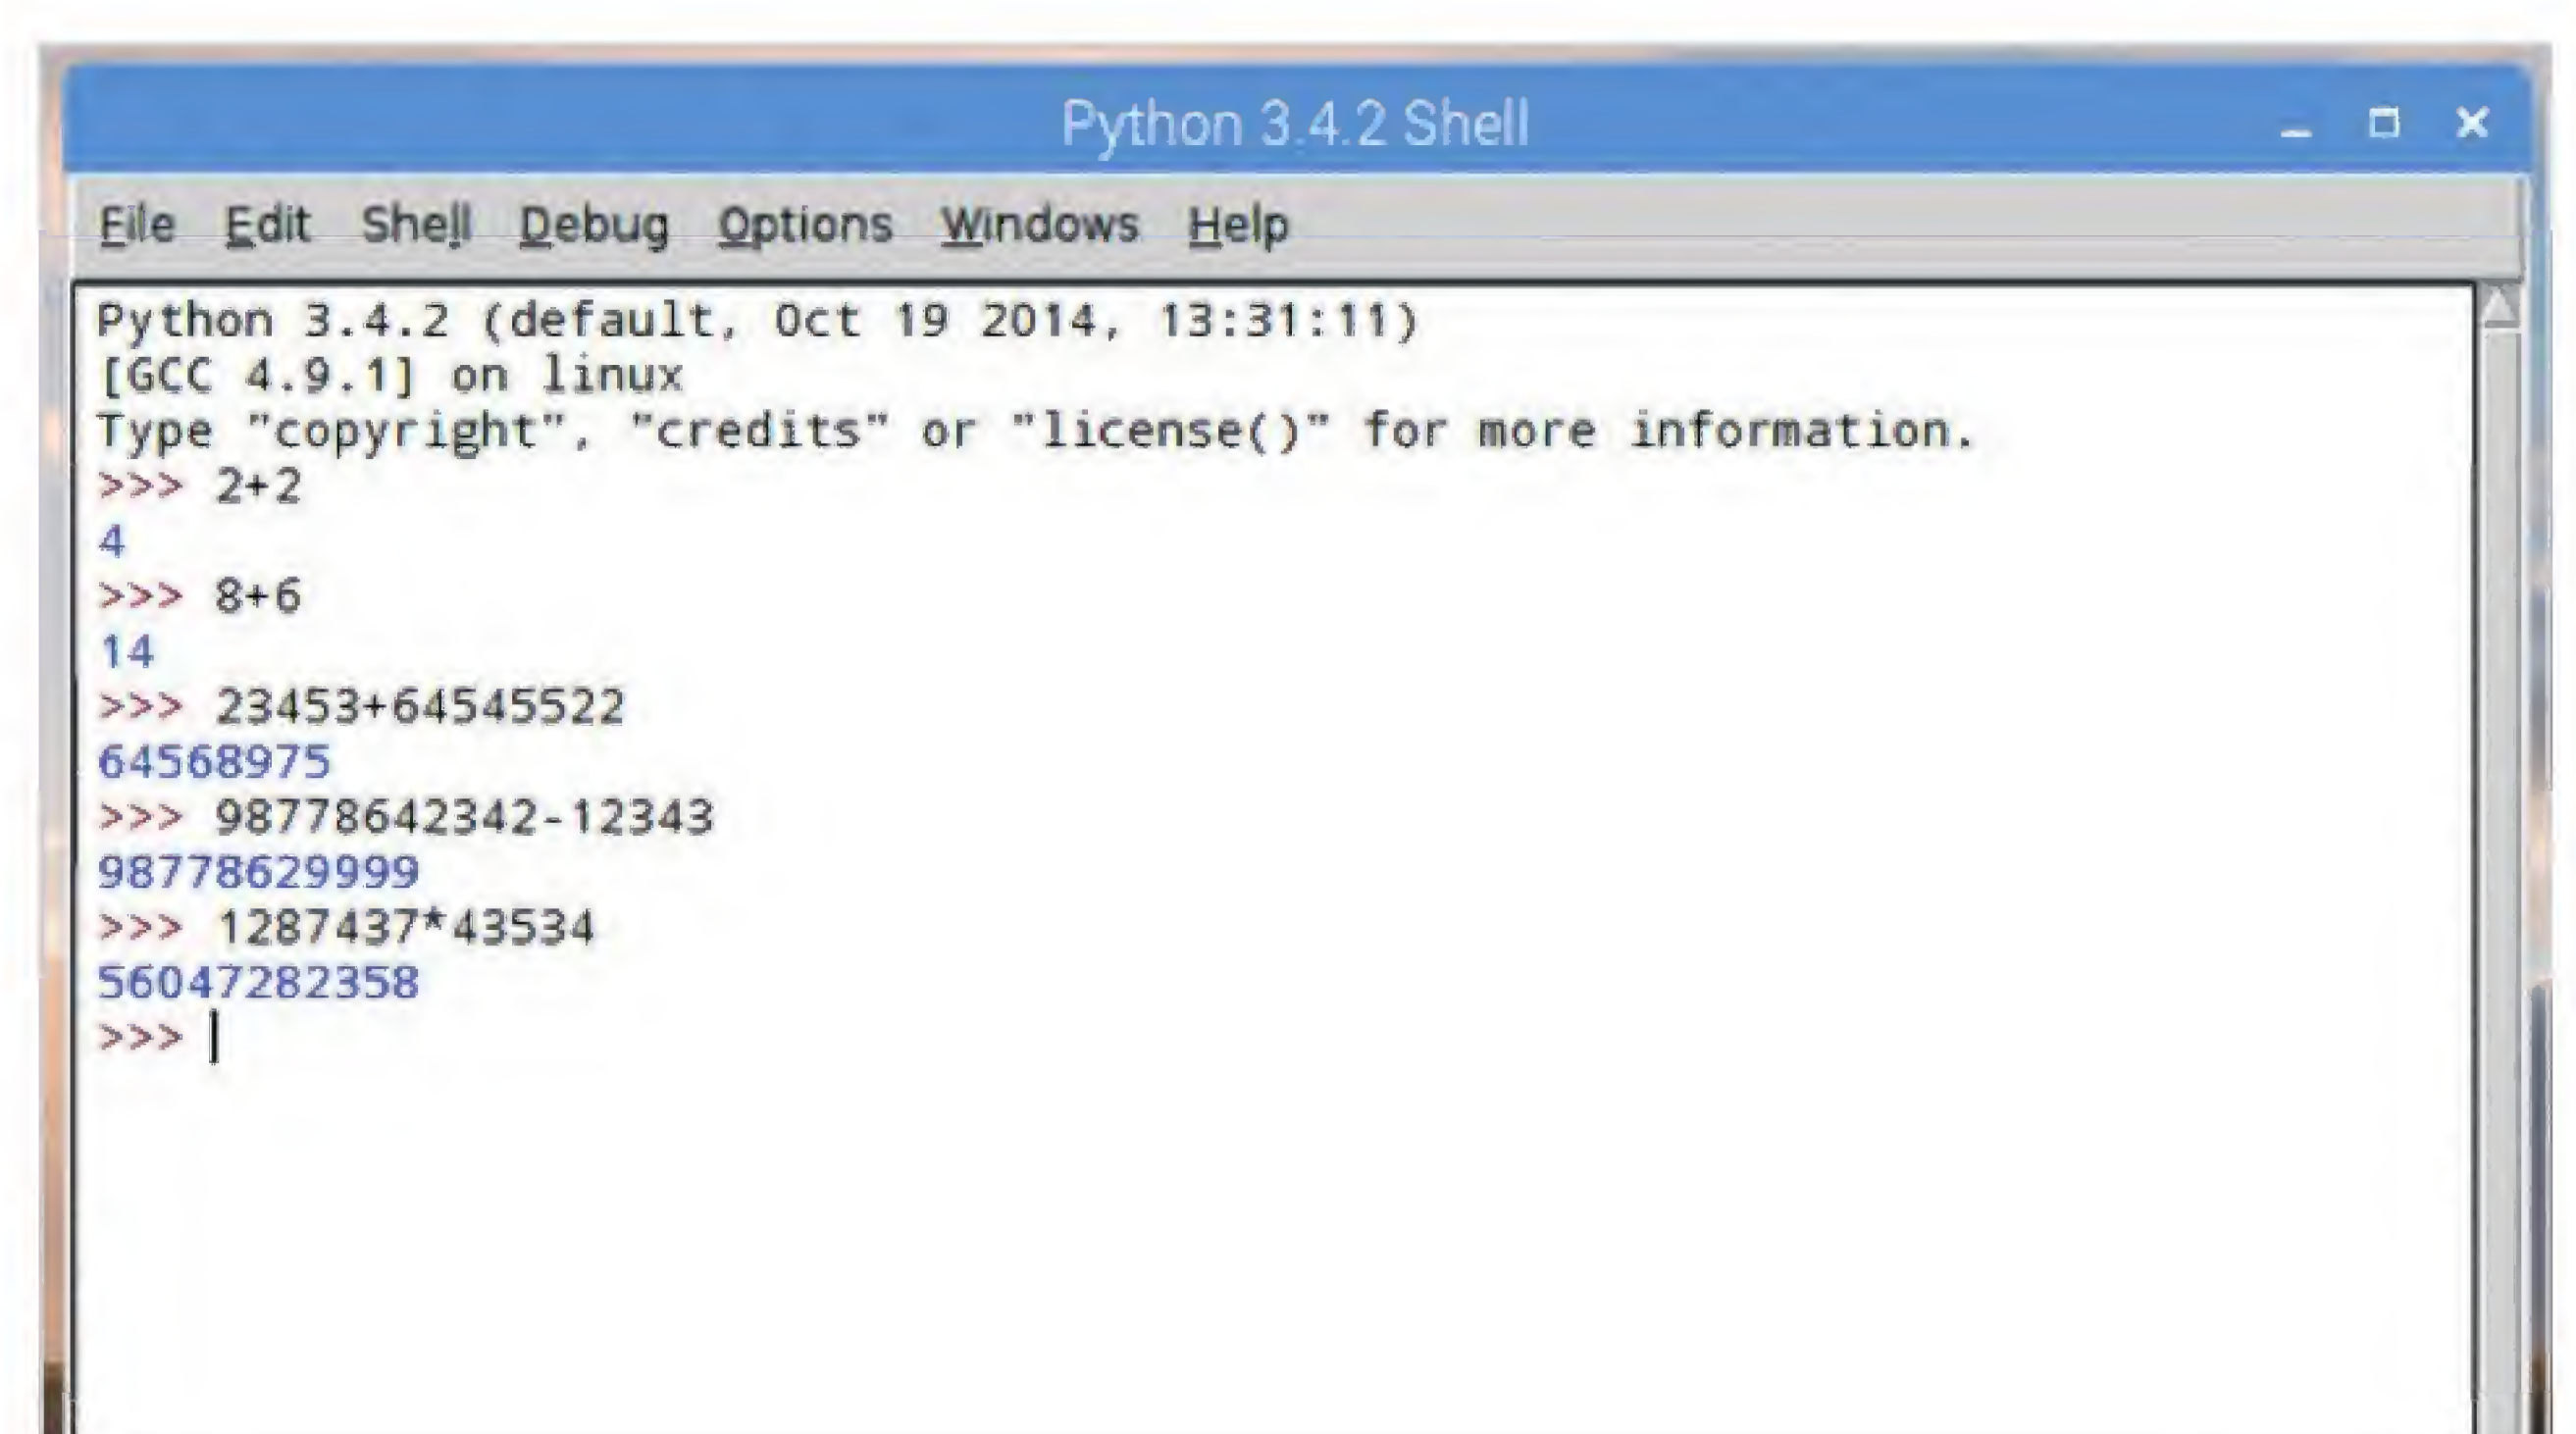 Python 3.4.2 Shell
File Edit Shell Debug Options Windows Help
Python 3.4.2 (default, Oct 19 2014, 13:31:11)
[GCC 4.9.1] on linux
Type "copyright", "credits" or "license()" for more information.
>>> 2+2
4
>>> 8+6
14
>>> 23453+64545522
64568975
>>> 98778642342-12343
98778629999
>>> 1287437*43534
56047282358
>>>